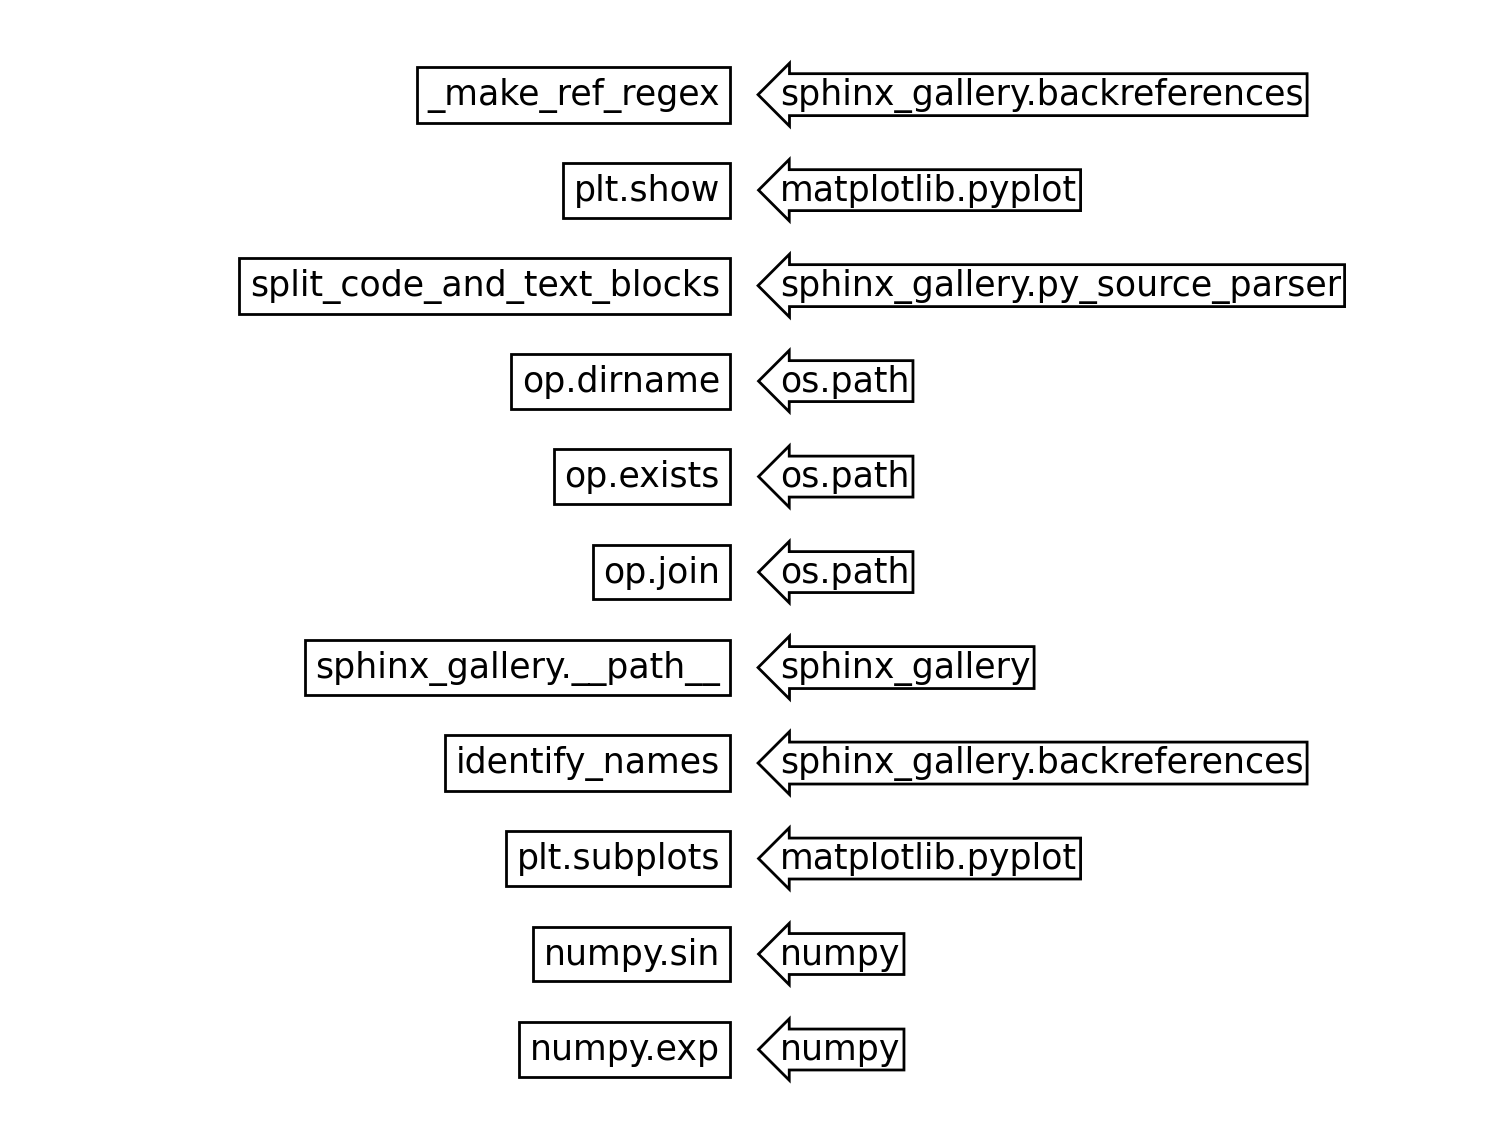 _make_ref_regex sphinx_gallery.backreferences
plt.show matplotlib.pyplot
split_code_and_text_blocks sphinx_gallery.py_source_parser
op.dirname os.path
op.exists os.path
op.join os.path
sphinx_gallery.__path__ sphinx_gallery
identify_names sphinx_gallery.backreferences
plt.subplots matplotlib.pyplot
numpy.sin numpy
numpy.exp numpy